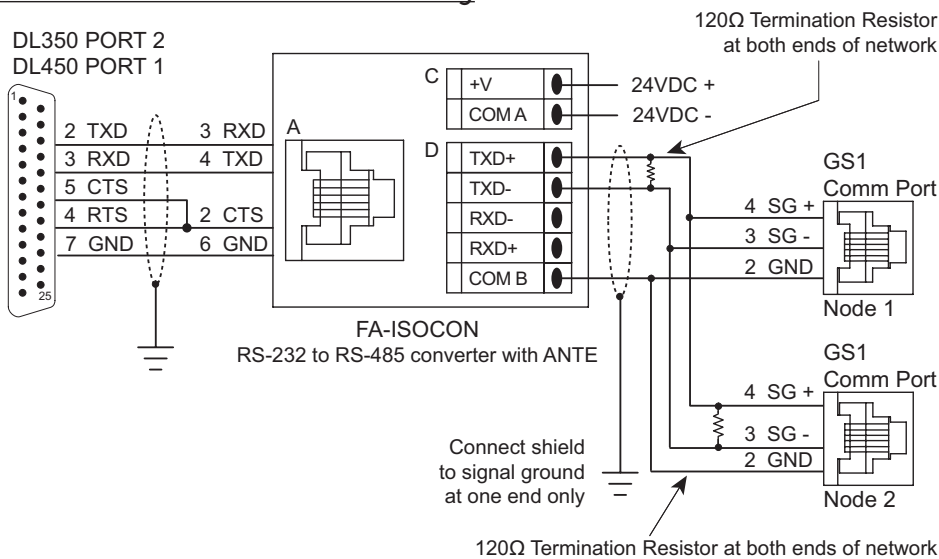 120Ω Termination Resistor
at both ends of network
DL350 PORT 2
DL450 PORT 1
1
25
2 TXD
3 RXD
5 CTS
4 RTS
7 GND
3 RXD
4 TXD
2 CTS
6 GND
A
C
+V
COM A
24VDC +
24VDC -
D
TXD+
TXD-
RXD-
RXD+
COM B
FA-ISOCON
RS-232 to RS-485 converter with ANTE
GS1
Comm Port
4 SG +
3 SG -
2 GND
Node 1
GS1
Comm Port
4 SG +
3 SG -
2 GND
Node 2
Connect shield
to signal ground
at one end only
120Ω Termination Resistor at both ends of network